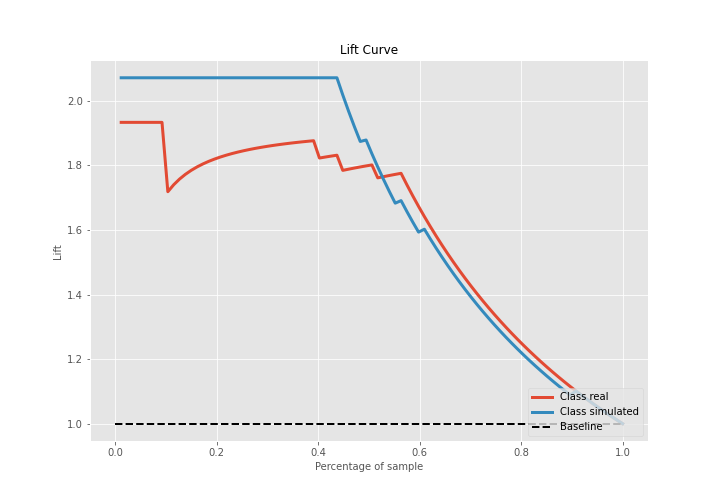 Lift Curve
2.0
1.8
1.6
1.4
1.2
1.0
Lift
0.0 0.2 0.4 0.6 0.8 1.0
Percentage of sample
Class real
Class simulated
Baseline